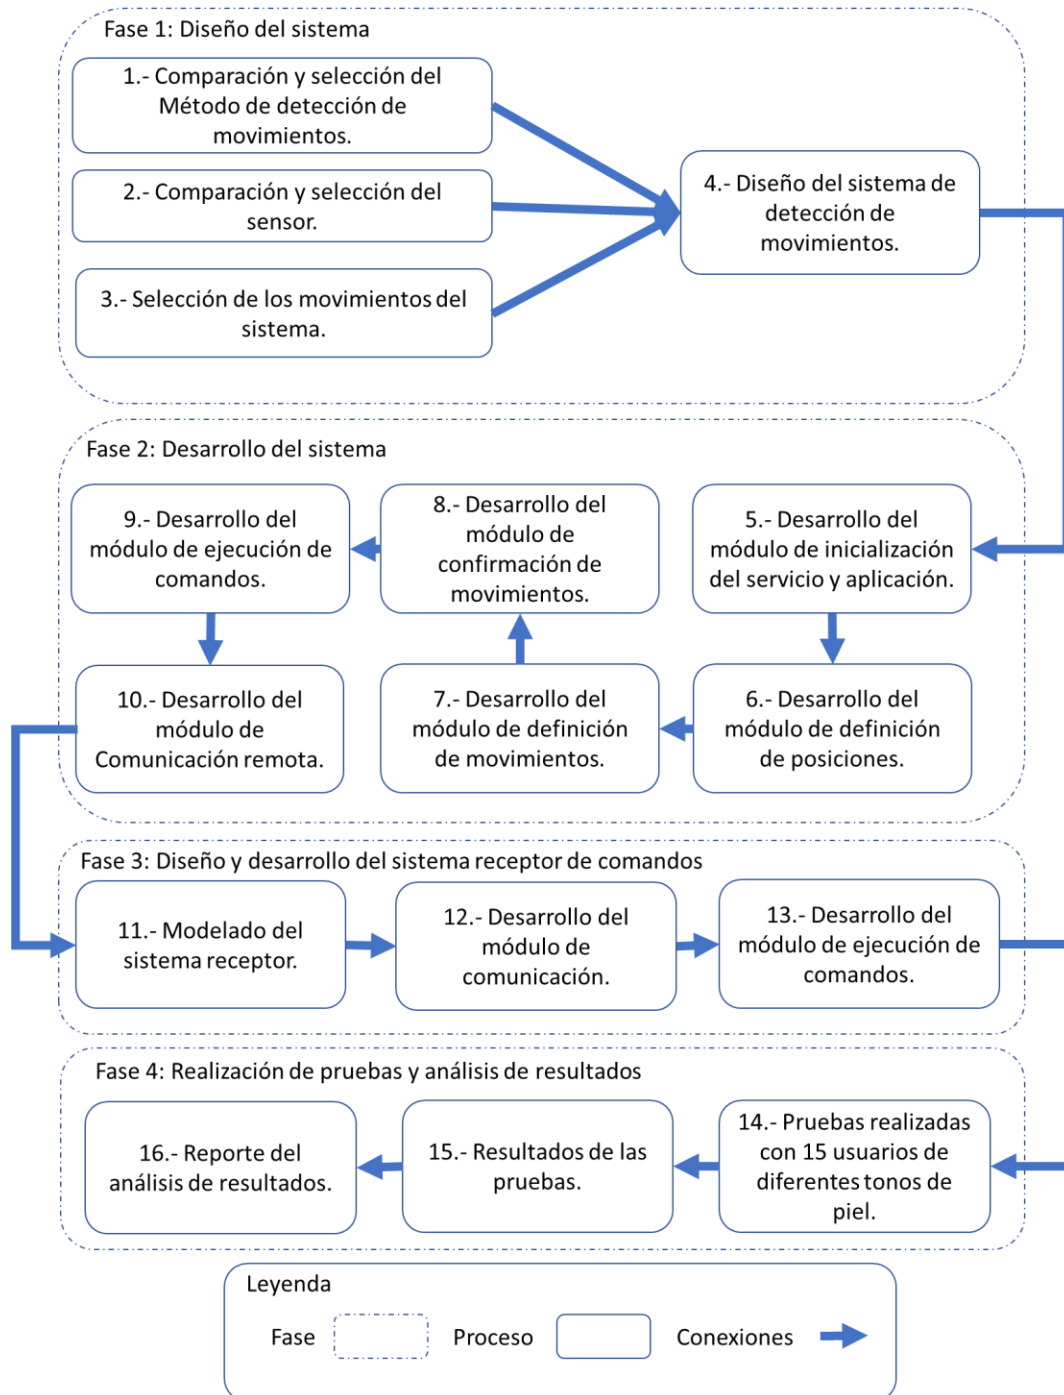 Fase 1: Diseño del sistema
1.- Comparación y selección del
Método de detección de
movimientos.
2.- Comparación y selección del
sensor.
3.- Selección de los movimientos del
sistema.
4.- Diseño del sistema de
detección de
movimientos.
Fase 2: Desarrollo del sistema
5.- Desarrollo del
módulo de inicialización
del servicio y aplicación.
6.- Desarrollo del
módulo de definición
de posiciones.
7.- Desarrollo del
módulo de definición
de movimientos.
8.- Desarrollo del
módulo de
confirmación de
movimientos.
9.- Desarrollo del
módulo de ejecución de
comandos.
10.- Desarrollo del
módulo de
Comunicación remota.
Fase 3: Diseño y desarrollo del sistema receptor de comandos
11.- Modelado del
sistema receptor.
12.- Desarrollo del
módulo de
comunicación.
13.- Desarrollo del
módulo de ejecución de
comandos.
Fase 4: Realización de pruebas y análisis de resultados
14.- Pruebas realizadas
con 15 usuarios de
diferentes tonos de
piel.
15.- Resultados de las
pruebas.
16.- Reporte del
análisis de resultados.
Leyenda
Fase
Proceso
Conexiones